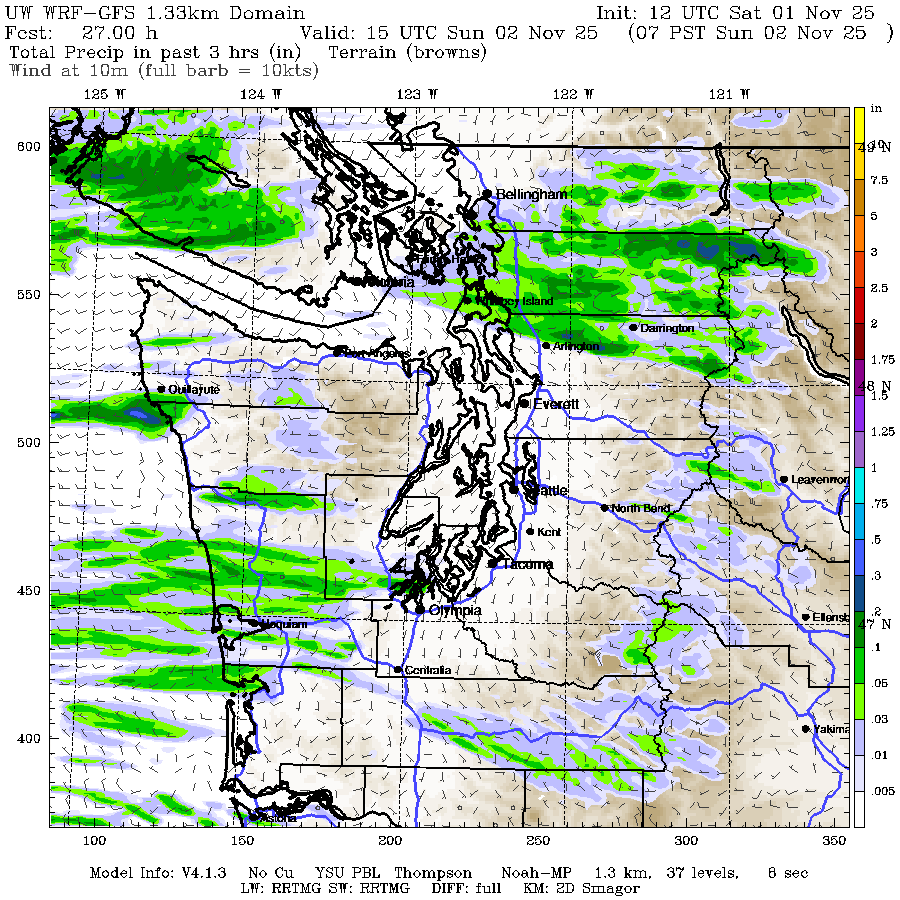 UW WRF-GFS 1.33km Domain Init: 12 UTC Sat 01 Nov 25
Fcst: 27.00 h Valid: 15 UTC Sun 02 Nov 25 (07 PST Sun 02 Nov 25 )
Total Precip in past 3 hrs (in) Terrain (browns)
Wind at 10m (full barb = 10kts)
125 W 124 W 123 W 122 W 121 W
in
600
7.5
Bellingham
5
3
Victoria
550
2.5
Whidbey Island
2
Darrington
Arlington
Port Angeles
1.75
48 N
Quillayute
1.5
Everett
1.25
500
1
Leavenwor
Seattle
.75
North Bend
Kent
.5
Tacoma
.3
450
Olympia
.2
Ellensb
Hoquiam
47 N
.1
Centralia
.05
.03
Yakima
400
.01
.005
Astoria
100 150 200 250 300 350
Model Info: V4.1.3 No Cu YSU PBL Thompson Noah-MP 1.3 km, 37 levels, 8 sec
LW: RRTMG SW: RRTMG DIFF: full KM: 2D Smagor